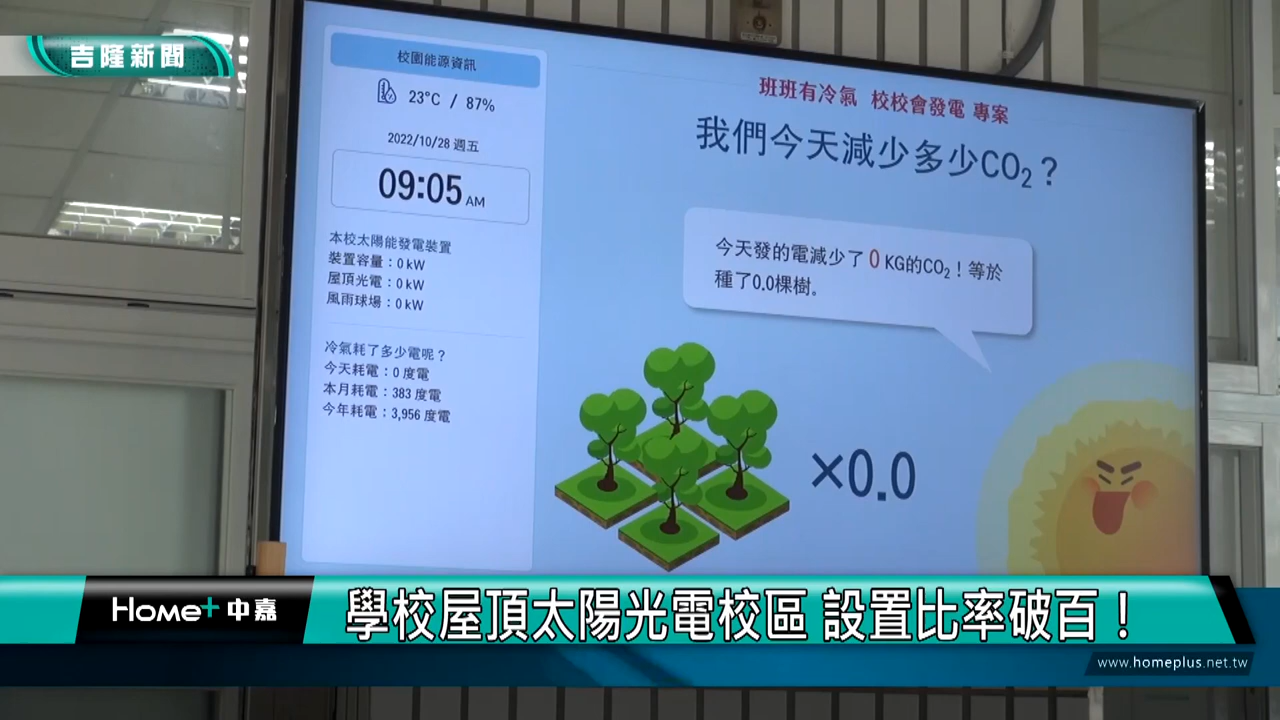 吉隆新聞
校園能源資訊
23°C / 87%
2022/10/28 週五
09:05 AM
本校太陽能發電裝置
裝置容量：0 kW
屋頂光電：0 kW
風雨球場：0 kW
冷氣耗了多少電呢？
今天耗電：0 度電
本月耗電：383 度電
今年耗電：3,956 度電
班班有冷氣 校校會發電 專案
我們今天減少多少CO₂？
今天發的電減少了 0 KG的CO₂！等於
種了0.0棵樹。
×0.0
Home+ 中嘉
學校屋頂太陽光電校區 設置比率破百！
www.homeplus.net.tw